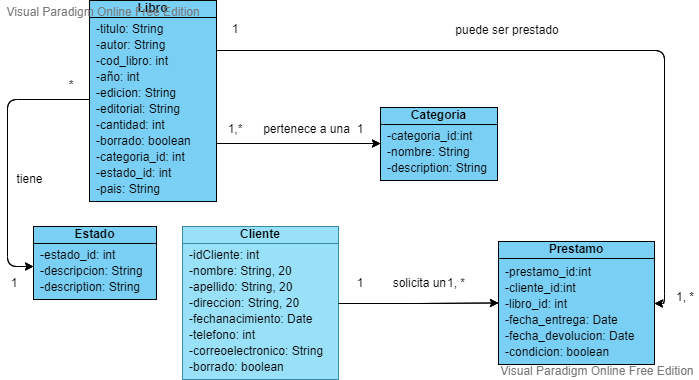 Visual Paradigm Online Free Edition
Libro
-titulo: String
-autor: String
-cod_libro: int
-año: int
-edicion: String
-editorial: String
-cantidad: int
-borrado: boolean
-categoria_id: int
-estado_id: int
-pais: String
1
puede ser prestado
*
1,*
pertenece a una
1
Categoria
-categoria_id:int
-nombre: String
-description: String
tiene
1
Estado
-estado_id: int
-descripcion: String
-description: String
Cliente
-idCliente: int
-nombre: String, 20
-apellido: String, 20
-direccion: String, 20
-fechanacimiento: Date
-telefono: int
-correoelectronico: String
-borrado: boolean
1
solicita un
1, *
Prestamo
-prestamo_id:int
-cliente_id:int
-libro_id: int
-fecha_entrega: Date
-fecha_devolucion: Date
-condicion: boolean
1, *
Visual Paradigm Online Free Edition